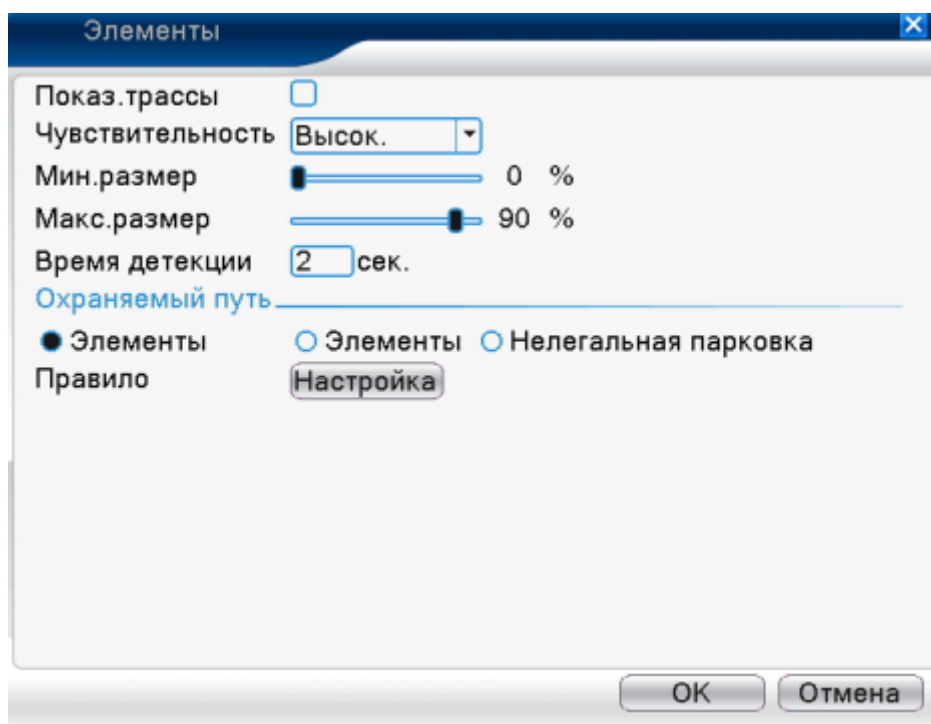 Элементы
Показ.трассы
Чувствительность Высок.
Мин.размер 0 %
Макс.размер 90 %
Время детекции 2 сек.
Охраняемый путь
Элементы Элементы Нелегальная парковка
Правило Настройка
OK Отмена